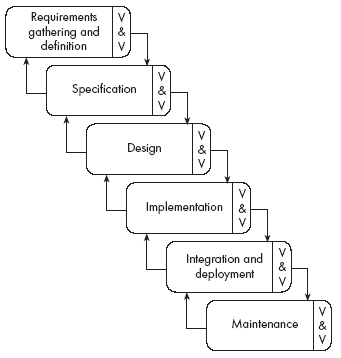 Requirements
gathering and
definition
V
&
V
Specification
V
&
V
Design
V
&
V
Implementation
V
&
V
Integration and
deployment
V
&
V
Maintenance
V
&
V